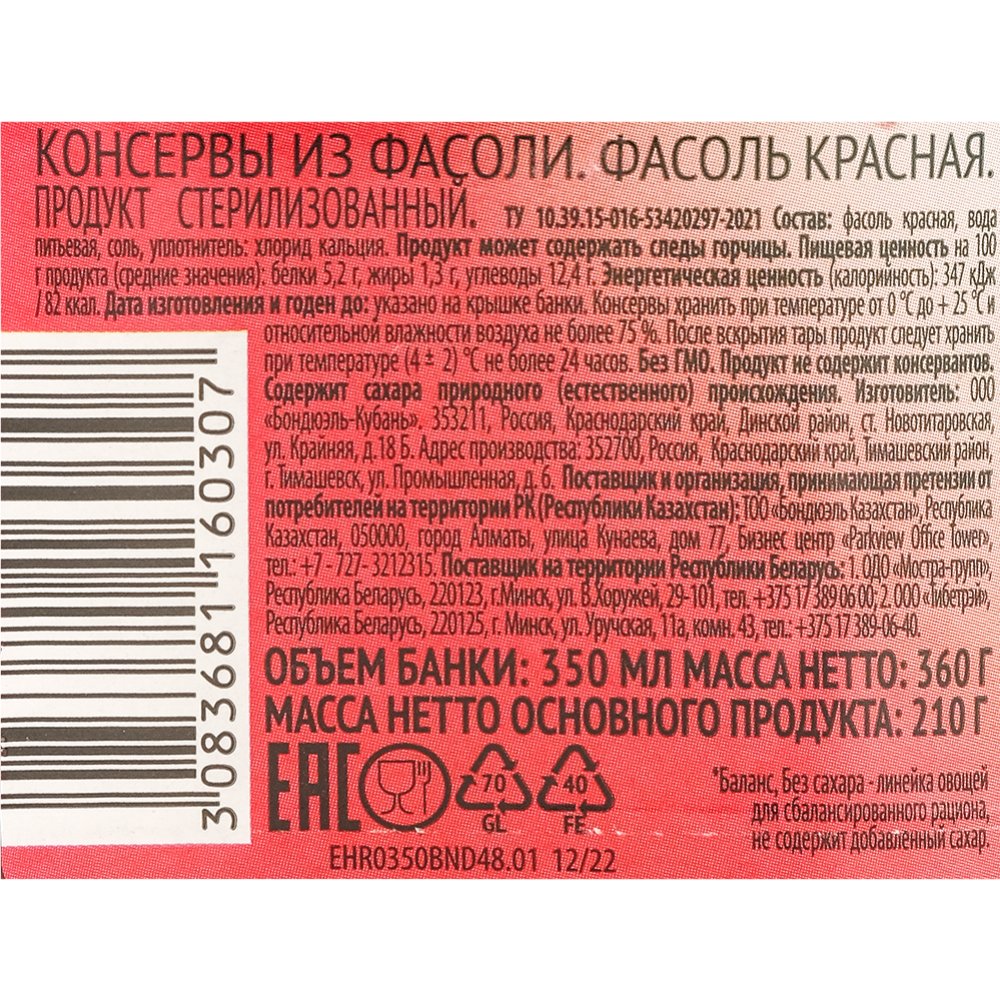 КОНСЕРВЫ ИЗ ФАСОЛИ. ФАСОЛЬ КРАСНАЯ.
ПРОДУКТ СТЕРИЛИЗОВАННЫЙ. ТУ 10.39.15-016-53420297-2021 Состав: фасоль красная, вода
питьевая, соль, уплотнитель: хлорид кальция. Продукт может содержать следы горчицы. Пищевая ценность на 100
г продукта (средние значения): белки 5,2 г, жиры 1,3 г, углеводы 12,4 г. Энергетическая ценность (калорийность): 347 кДж
/ 82 ккал. Дата изготовления и годен до: указано на крышке банки. Консервы хранить при температуре от 0 °C до + 25 °C и
относительной влажности воздуха не более 75 %. После вскрытия тары продукт следует хранить
при температуре (4 ± 2) °C не более 24 часов. Без ГМО. Продукт не содержит консервантов.
Содержит сахара природного (естественного) происхождения. Изготовитель: ООО
«Бондюэль-Кубань». 353211, Россия, Краснодарский край, Динской район, ст. Новотитаровская,
ул. Крайняя, д.18 Б. Адрес производства: 352700, Россия, Краснодарский край, Тимашевский район,
г. Тимашевск, ул. Промышленная, д. 6. Поставщик и организация, принимающая претензии от
потребителей на территории РК (Республики Казахстан): ТОО «Бондюэль Казахстан», Республика
Казахстан, 050000, город Алматы, улица Кунаева, дом 77, Бизнес центр «Parkview Office Tower»,
тел.: +7 - 727- 3212315. Поставщик на территории Республики Беларусь: 1. ОДО «Мостра-групп»,
Республика Беларусь, 220123, г.Минск, ул. В.Хоружей, 29-101, тел. +375 17 389 06 00; 2. ООО «Тибетрэй»,
Республика Беларусь, 220125, г. Минск, ул. Уручская, 11а, комн. 43, тел.: +375 17 389-06-40.
ОБЪЕМ БАНКИ: 350 МЛ МАССА НЕТТО: 360 Г
МАССА НЕТТО ОСНОВНОГО ПРОДУКТА: 210 Г
EAC 70 GL 40 FE
*Баланс, Без сахара - линейка овощей
для сбалансированного рациона,
не содержит добавленный сахар.
EHR0350BND48.01 12/22
3 083681 160307